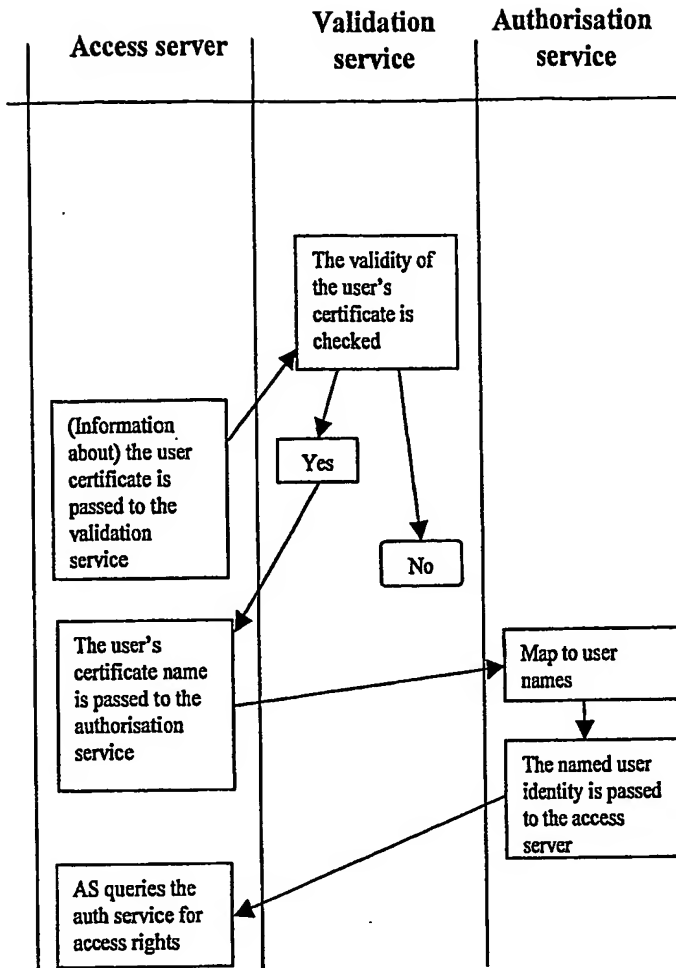 Access server
Validation
service
Authorisation
service
The validity of
the user's
certificate is
checked
(Information
about) the user
certificate is
passed to the
validation
service
Yes
No
The user's
certificate name
is passed to the
authorisation
service
Map to user
names
The named user
identity is passed
to the access
server
AS queries the
auth service for
access rights